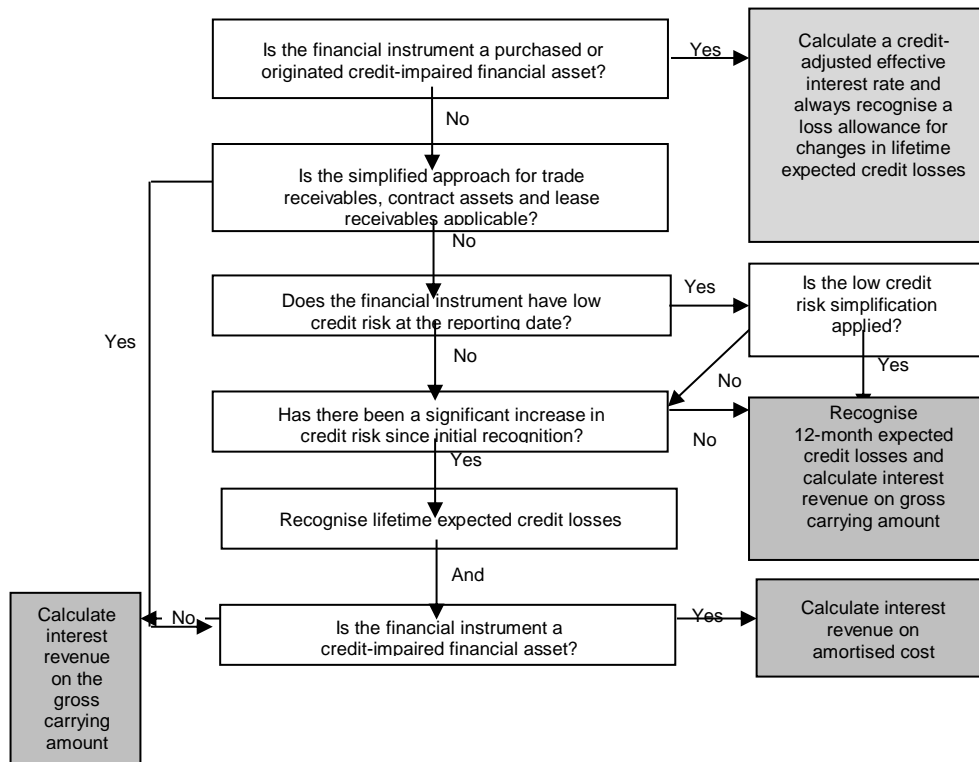 Is the financial instrument a purchased or
originated credit-impaired financial asset?
Yes
Calculate a credit-
adjusted effective
interest rate and
always recognise a
loss allowance for
changes in lifetime
expected credit losses
No
Is the simplified approach for trade
receivables, contract assets and lease
receivables applicable?
Yes
No
Does the financial instrument have low
credit risk at the reporting date?
Yes
Is the low credit
risk simplification
applied?
No
No
Yes
Has there been a significant increase in
credit risk since initial recognition?
No
Recognise
12-month expected
credit losses and
calculate interest
revenue on gross
carrying amount
Yes
Recognise lifetime expected credit losses
And
Calculate
interest
revenue
on the
gross
carrying
amount
No
Is the financial instrument a
credit-impaired financial asset?
Yes
Calculate interest
revenue on
amortised cost